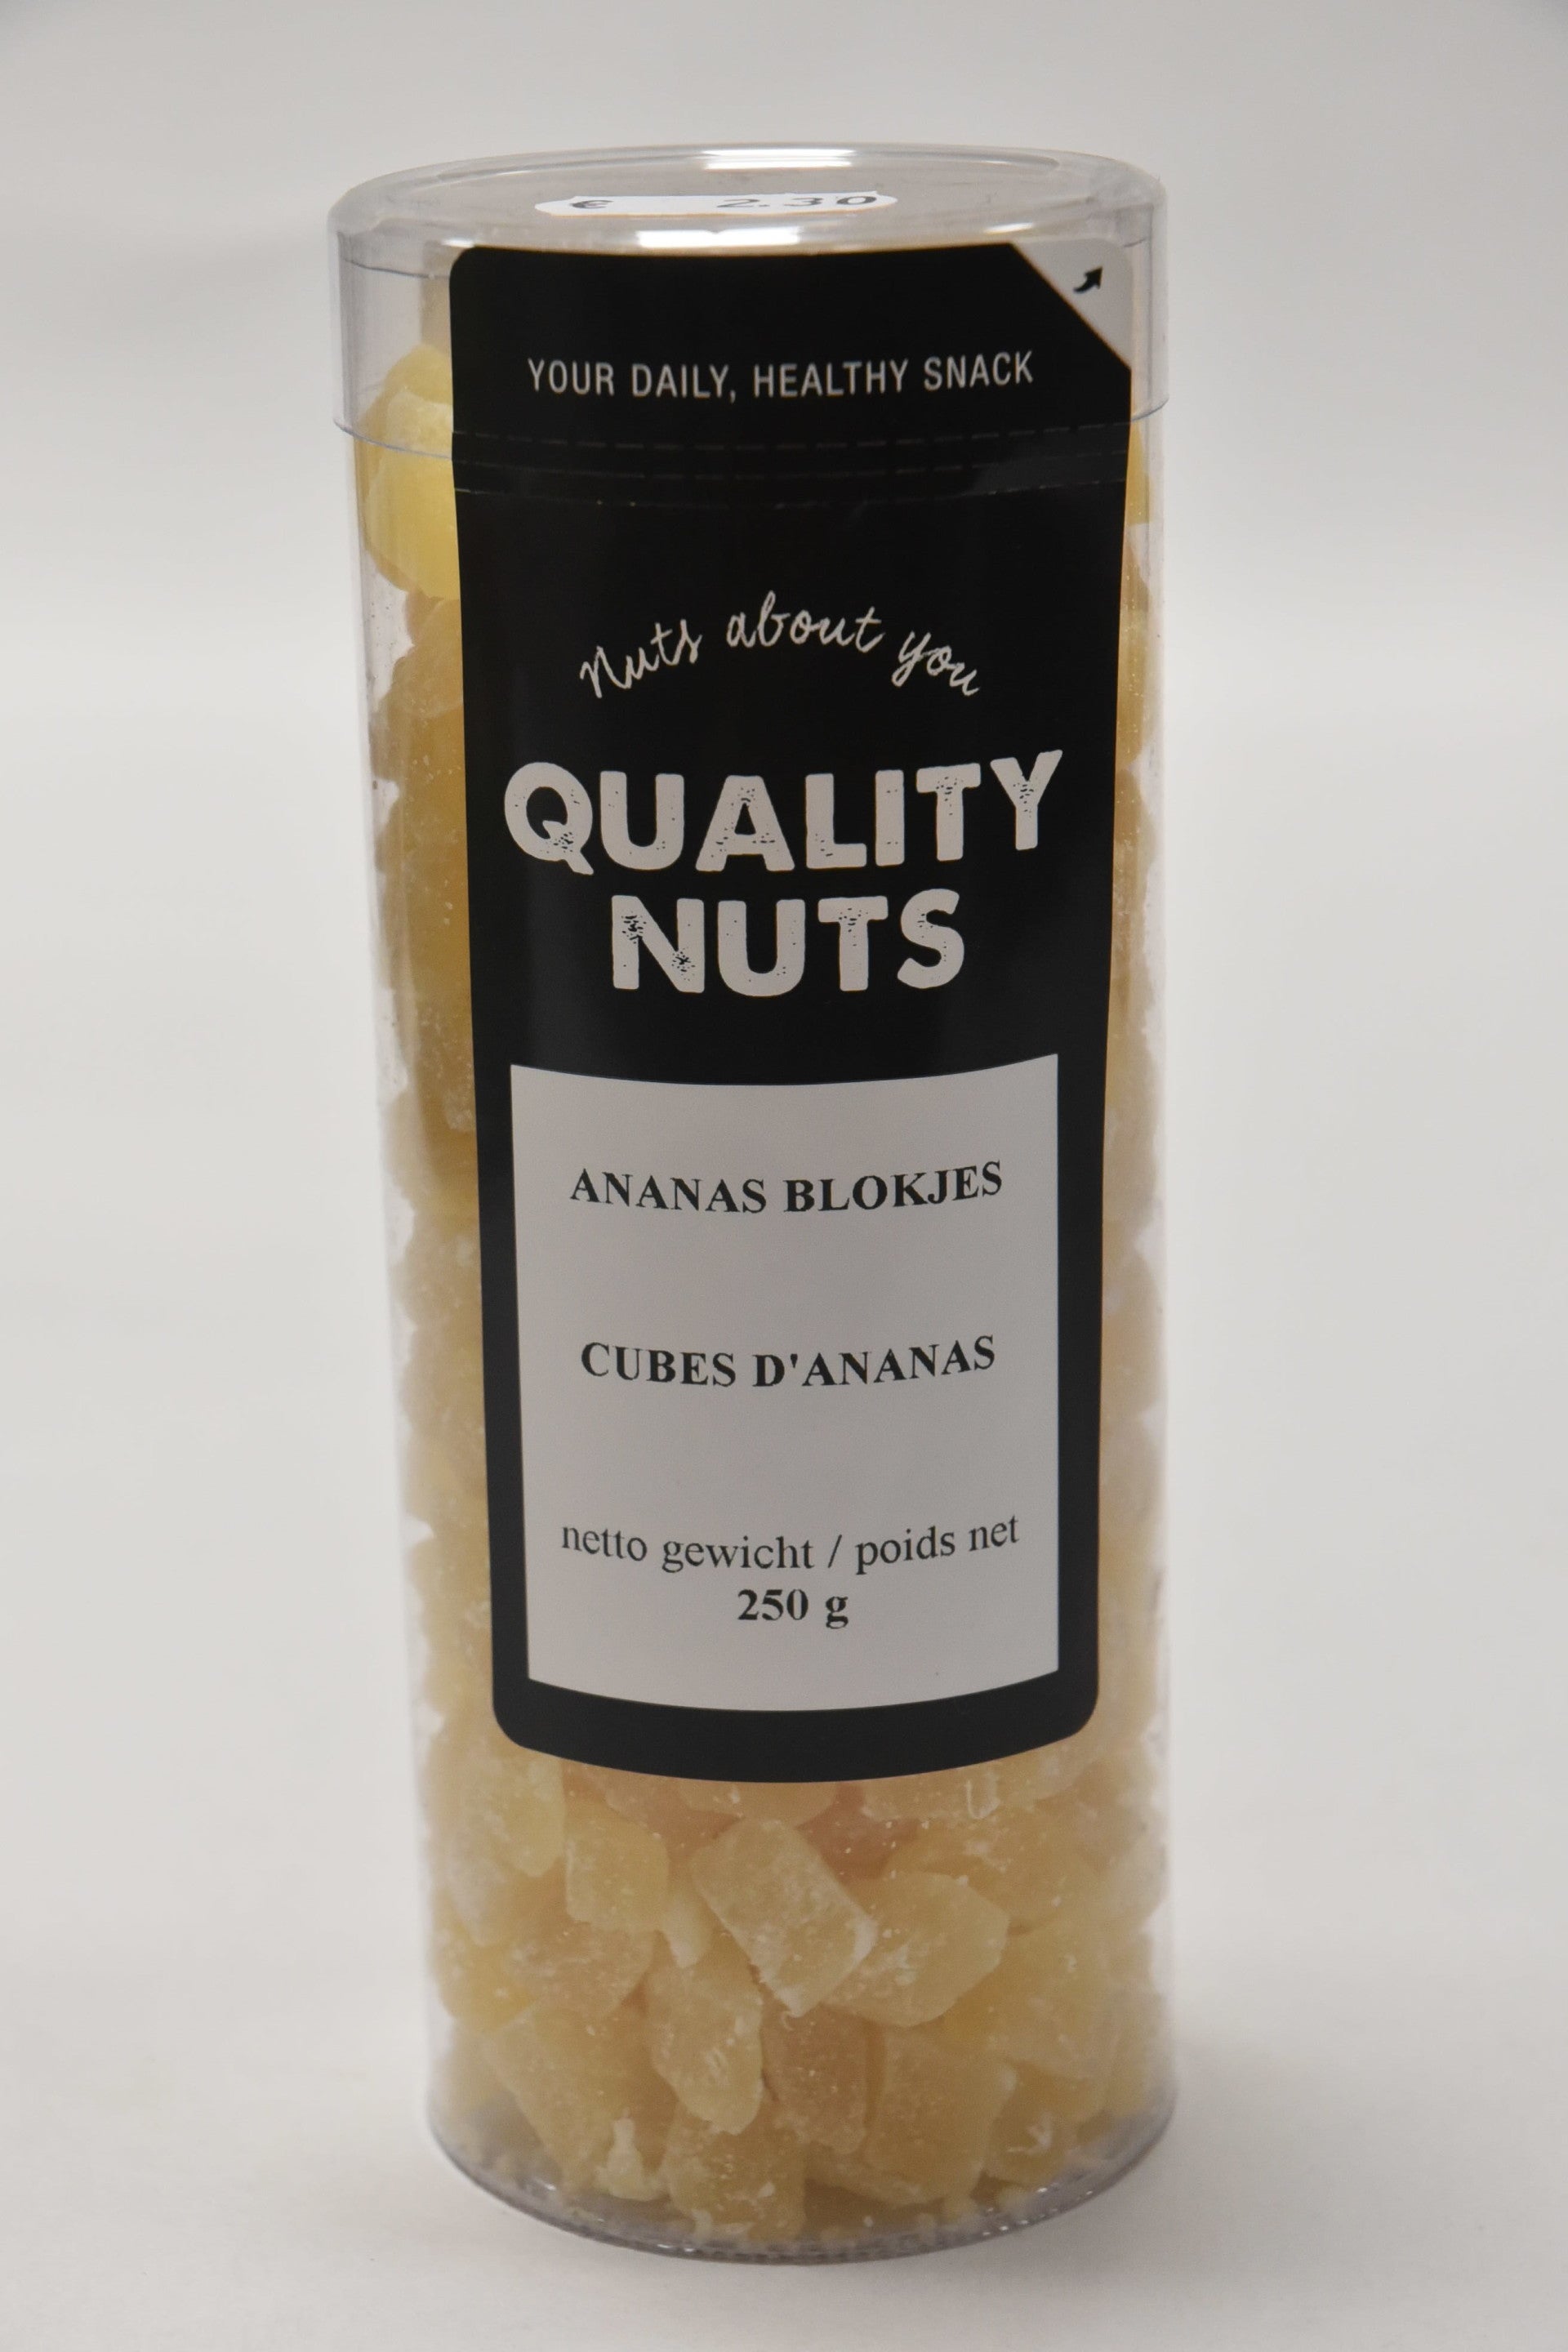 € 2.30
YOUR DAILY, HEALTHY SNACK
Nuts about you
QUALITY
NUTS
ANANAS BLOKJES
CUBES D'ANANAS
netto gewicht / poids net
250 g